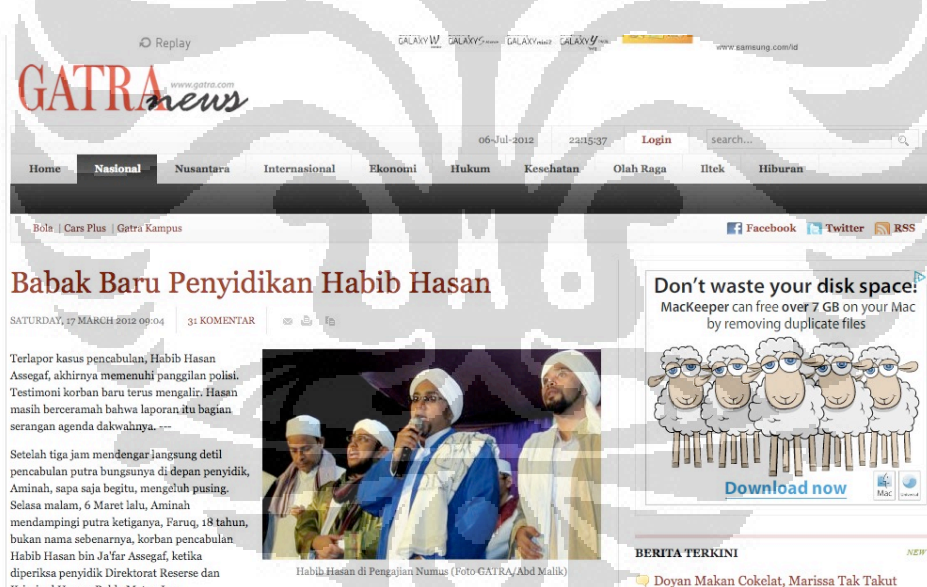 Replay
GALAXY W GALAXY S GALAXY mini2 GALAXY Y
www.samsung.com/id
GATRAnews
www.gatra.com
06-Jul-2012 22:15:37 Login search...
Home Nasional Nusantara Internasional Ekonomi Hukum Kesehatan Olah Raga Iltek Hiburan
Bola | Cars Plus | Gatra Kampus
Facebook Twitter RSS
Babak Baru Penyidikan Habib Hasan
SATURDAY, 17 MARCH 2012 09:04 31 KOMENTAR
Terlapor kasus pencabulan, Habib Hasan
Assegaf, akhirnya memenuhi panggilan polisi.
Testimoni korban baru terus mengalir. Hasan
masih berceramah bahwa laporan itu bagian
serangan agenda dakwahnya. ---
Setelah tiga jam mendengar langsung detil
pencabulan putra bungsunya di depan penyidik,
Aminah, sapa saja begitu, mengeluh pusing.
Selasa malam, 6 Maret lalu, Aminah
mendampingi putra ketiganya, Faruq, 18 tahun,
bukan nama sebenarnya, korban pencabulan
Habib Hasan bin Ja'far Assegaf, ketika
diperiksa penyidik Direktorat Reserse dan
Habib Hasan di Pengajian Numus (Foto GATRA/Abd Malik)
Don't waste your disk space!
MacKeeper can free over 7 GB on your Mac
by removing duplicate files
Download now
Mac
BERITA TERKINI NEW
Doyan Makan Cokelat, Marissa Tak Takut